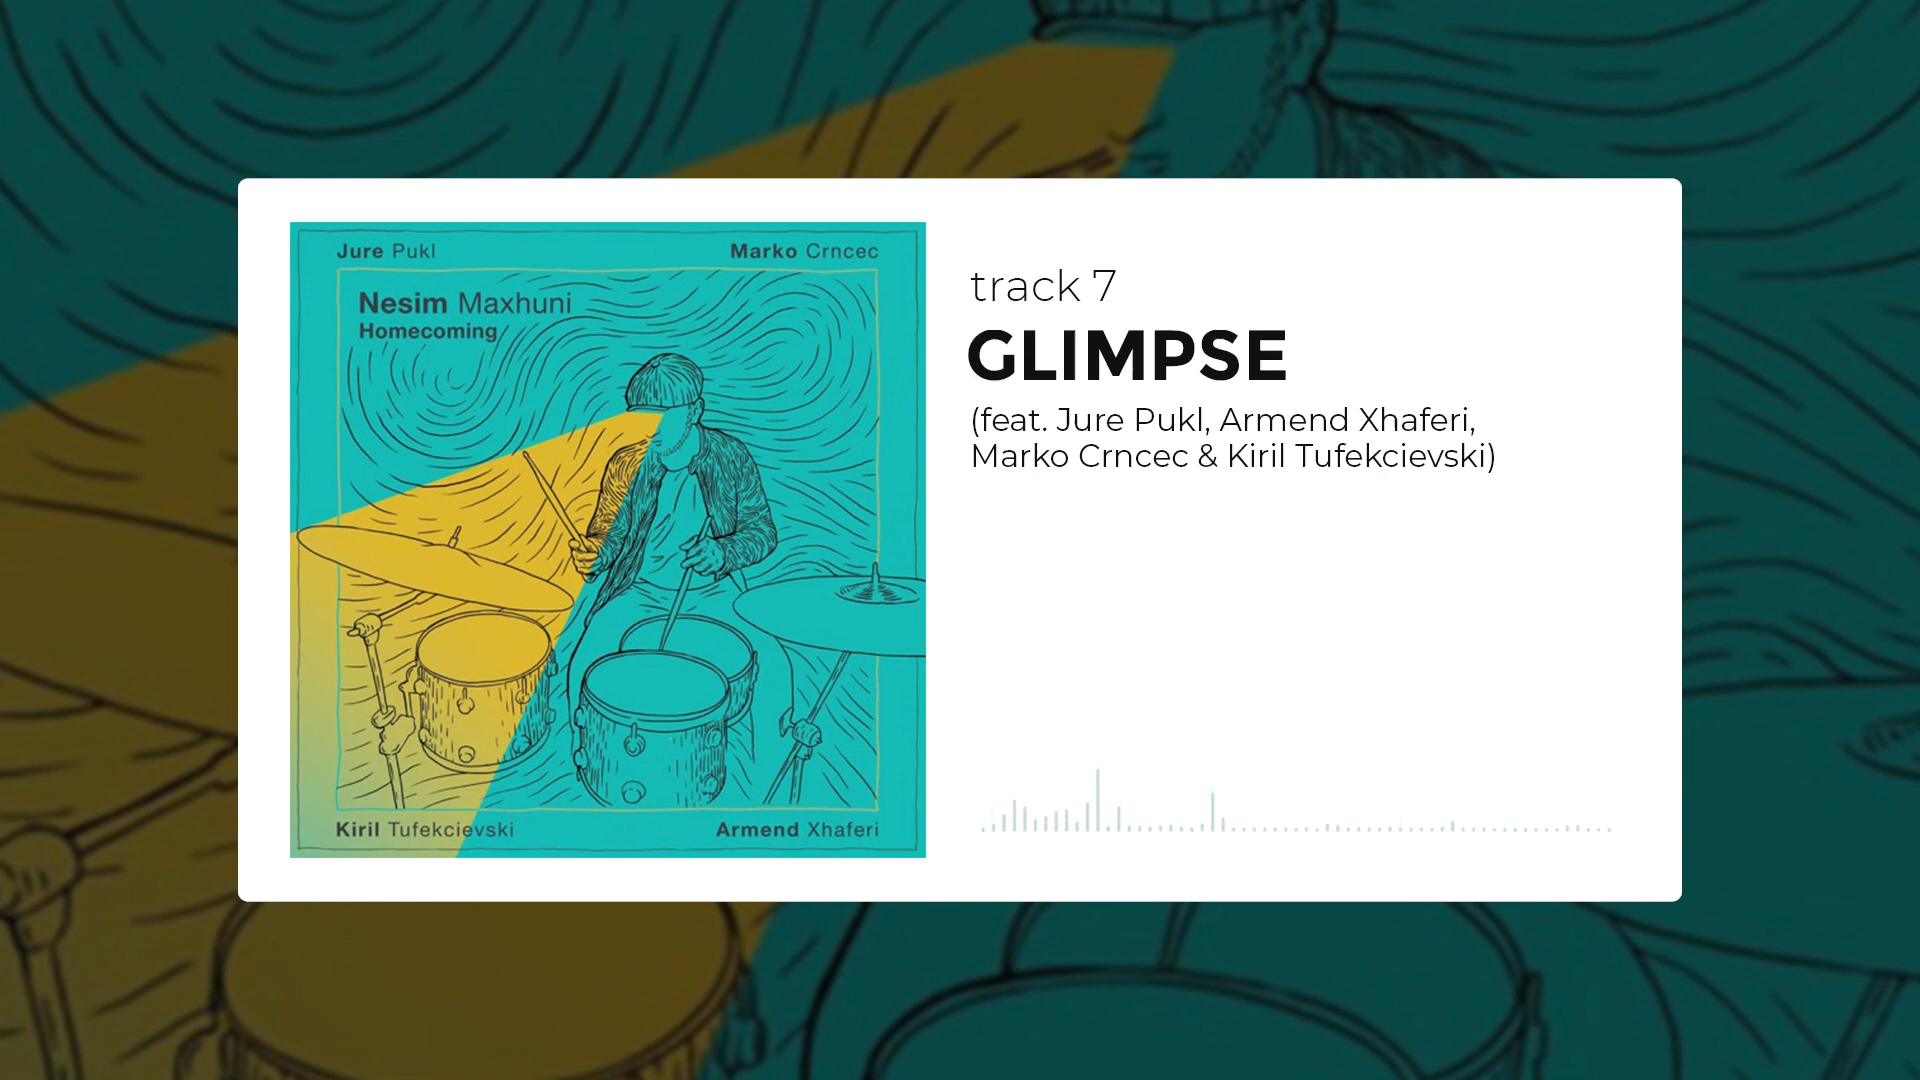 Jure Pukl
Marko Crncec
Nesim Maxhuni
Homecoming
Kiril Tufekcievski
Armend Xhaferi
track 7
GLIMPSE
(feat. Jure Pukl, Armend Xhaferi,
Marko Crncec & Kiril Tufekcievski)